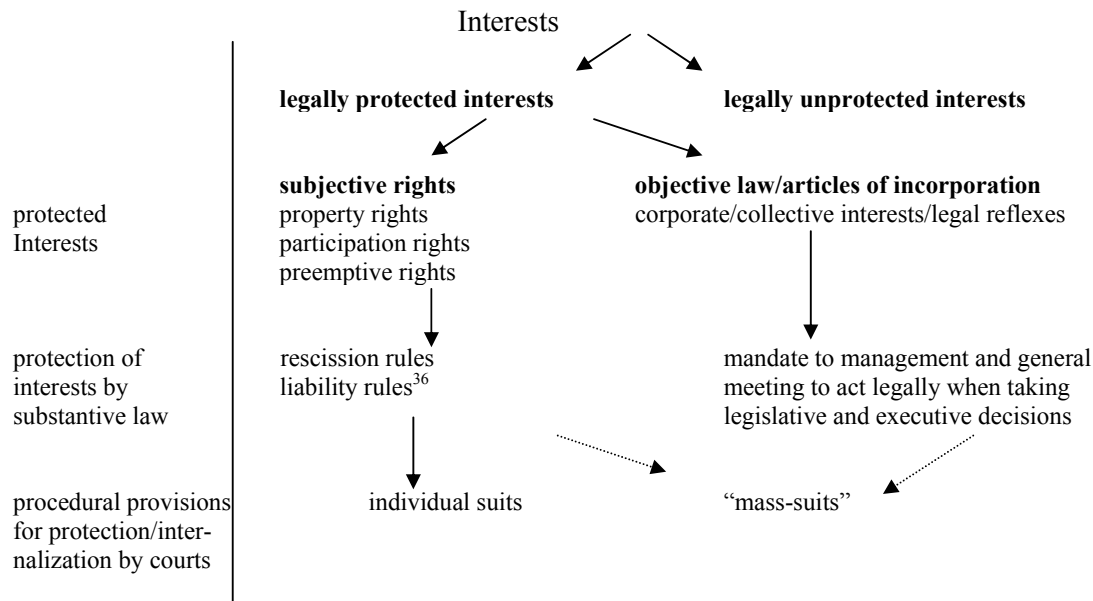 Interests
legally protected interests
legally unprotected interests
subjective rights
objective law/articles of incorporation
protected
property rights
corporate/collective interests/legal reflexes
Interests
participation rights
preemptive rights
protection of
interests by
substantive law
rescission rules
liability rules36
mandate to management and general
meeting to act legally when taking
legislative and executive decisions
procedural provisions
for protection/inter-
nalization by courts
individual suits
“mass-suits”